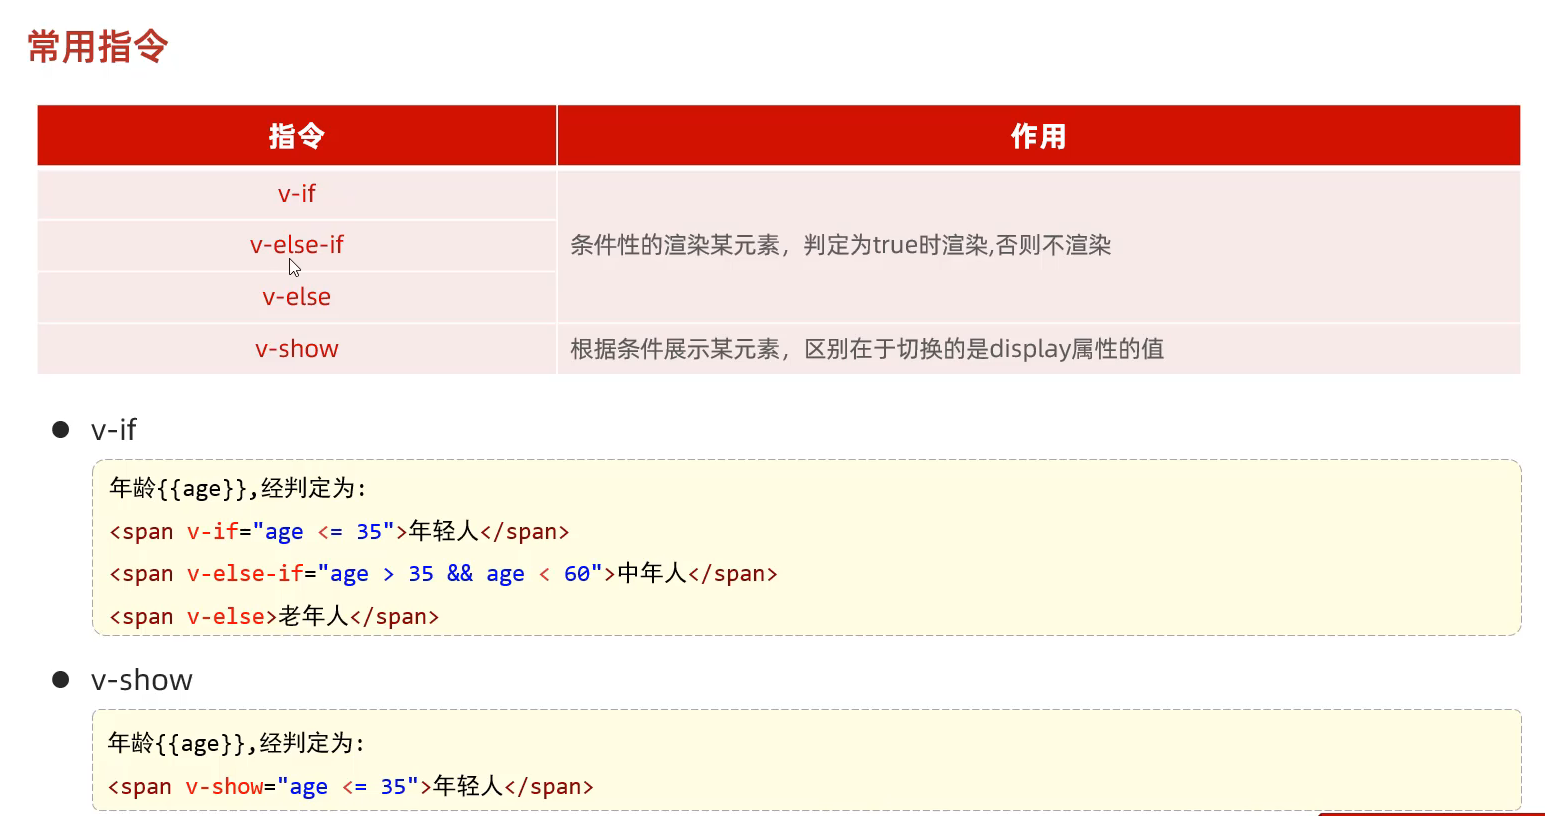 常用指令
指令 作用
v-if
v-else-if 条件性的渲染某元素，判定为true时渲染,否则不渲染
v-else
v-show 根据条件展示某元素，区别在于切换的是display属性的值
v-if
年龄{{age}},经判定为:
<span v-if="age <= 35">年轻人</span>
<span v-else-if="age > 35 && age < 60">中年人</span>
<span v-else>老年人</span>
v-show
年龄{{age}},经判定为:
<span v-show="age <= 35">年轻人</span>